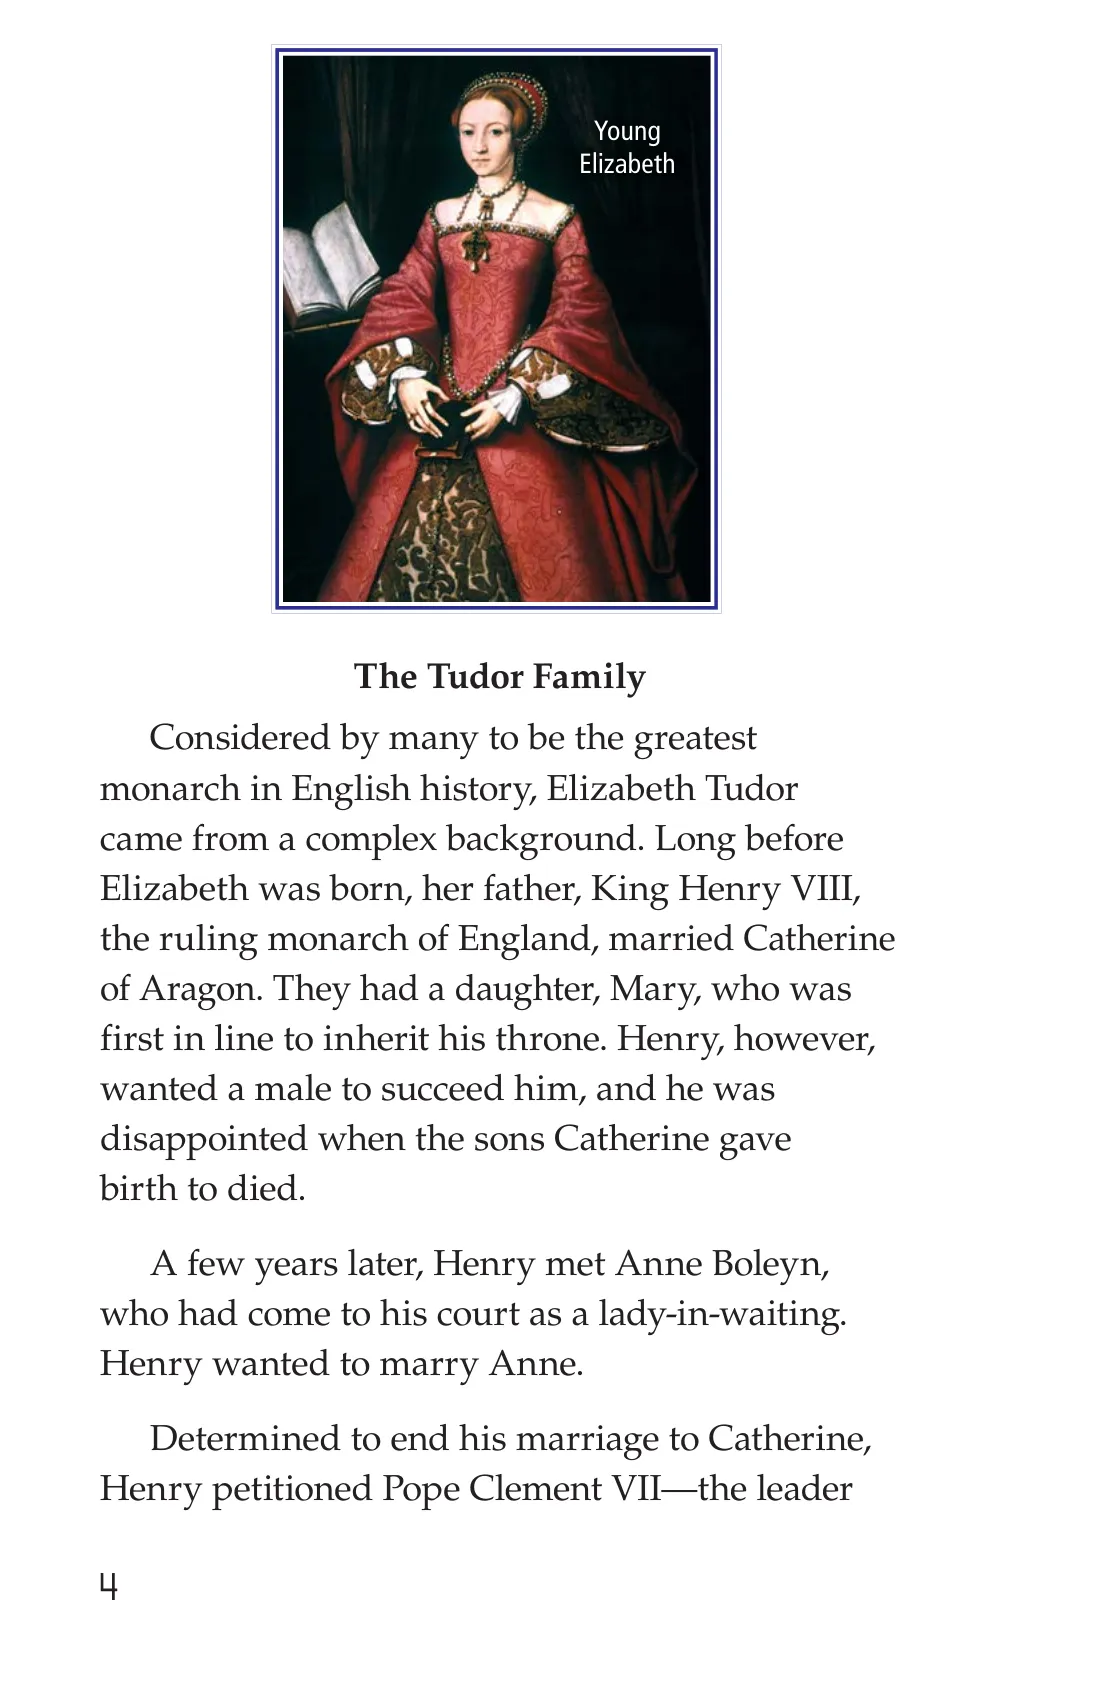 Young
Elizabeth
The Tudor Family
Considered by many to be the greatest
monarch in English history, Elizabeth Tudor
came from a complex background. Long before
Elizabeth was born, her father, King Henry VIII,
the ruling monarch of England, married Catherine
of Aragon. They had a daughter, Mary, who was
first in line to inherit his throne. Henry, however,
wanted a male to succeed him, and he was
disappointed when the sons Catherine gave
birth to died.
A few years later, Henry met Anne Boleyn,
who had come to his court as a lady-in-waiting.
Henry wanted to marry Anne.
Determined to end his marriage to Catherine,
Henry petitioned Pope Clement VII—the leader
4